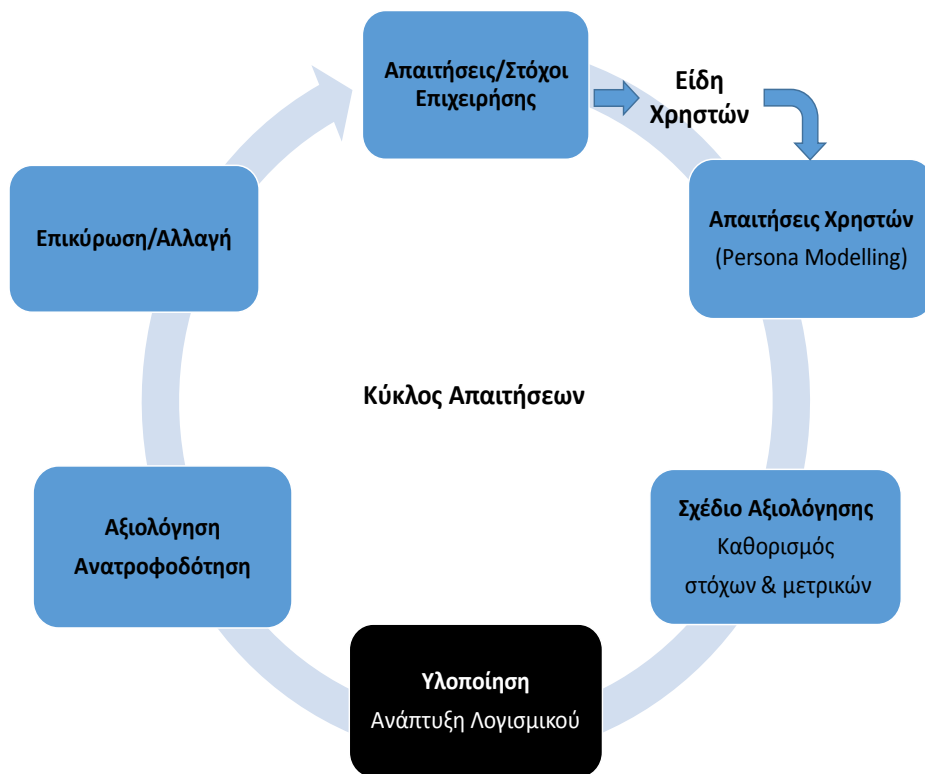 Απαιτήσεις/Στόχοι
Επιχειρήσης
Είδη
Χρηστών
Απαιτήσεις Χρηστών
(Persona Modelling)
Σχέδιο Αξιολόγησης
Καθορισμός
στόχων & μετρικών
Υλοποίηση
Ανάπτυξη Λογισμικού
Αξιολόγηση
Ανατροφοδότηση
Επικύρωση/Αλλαγή
Κύκλος Απαιτήσεων